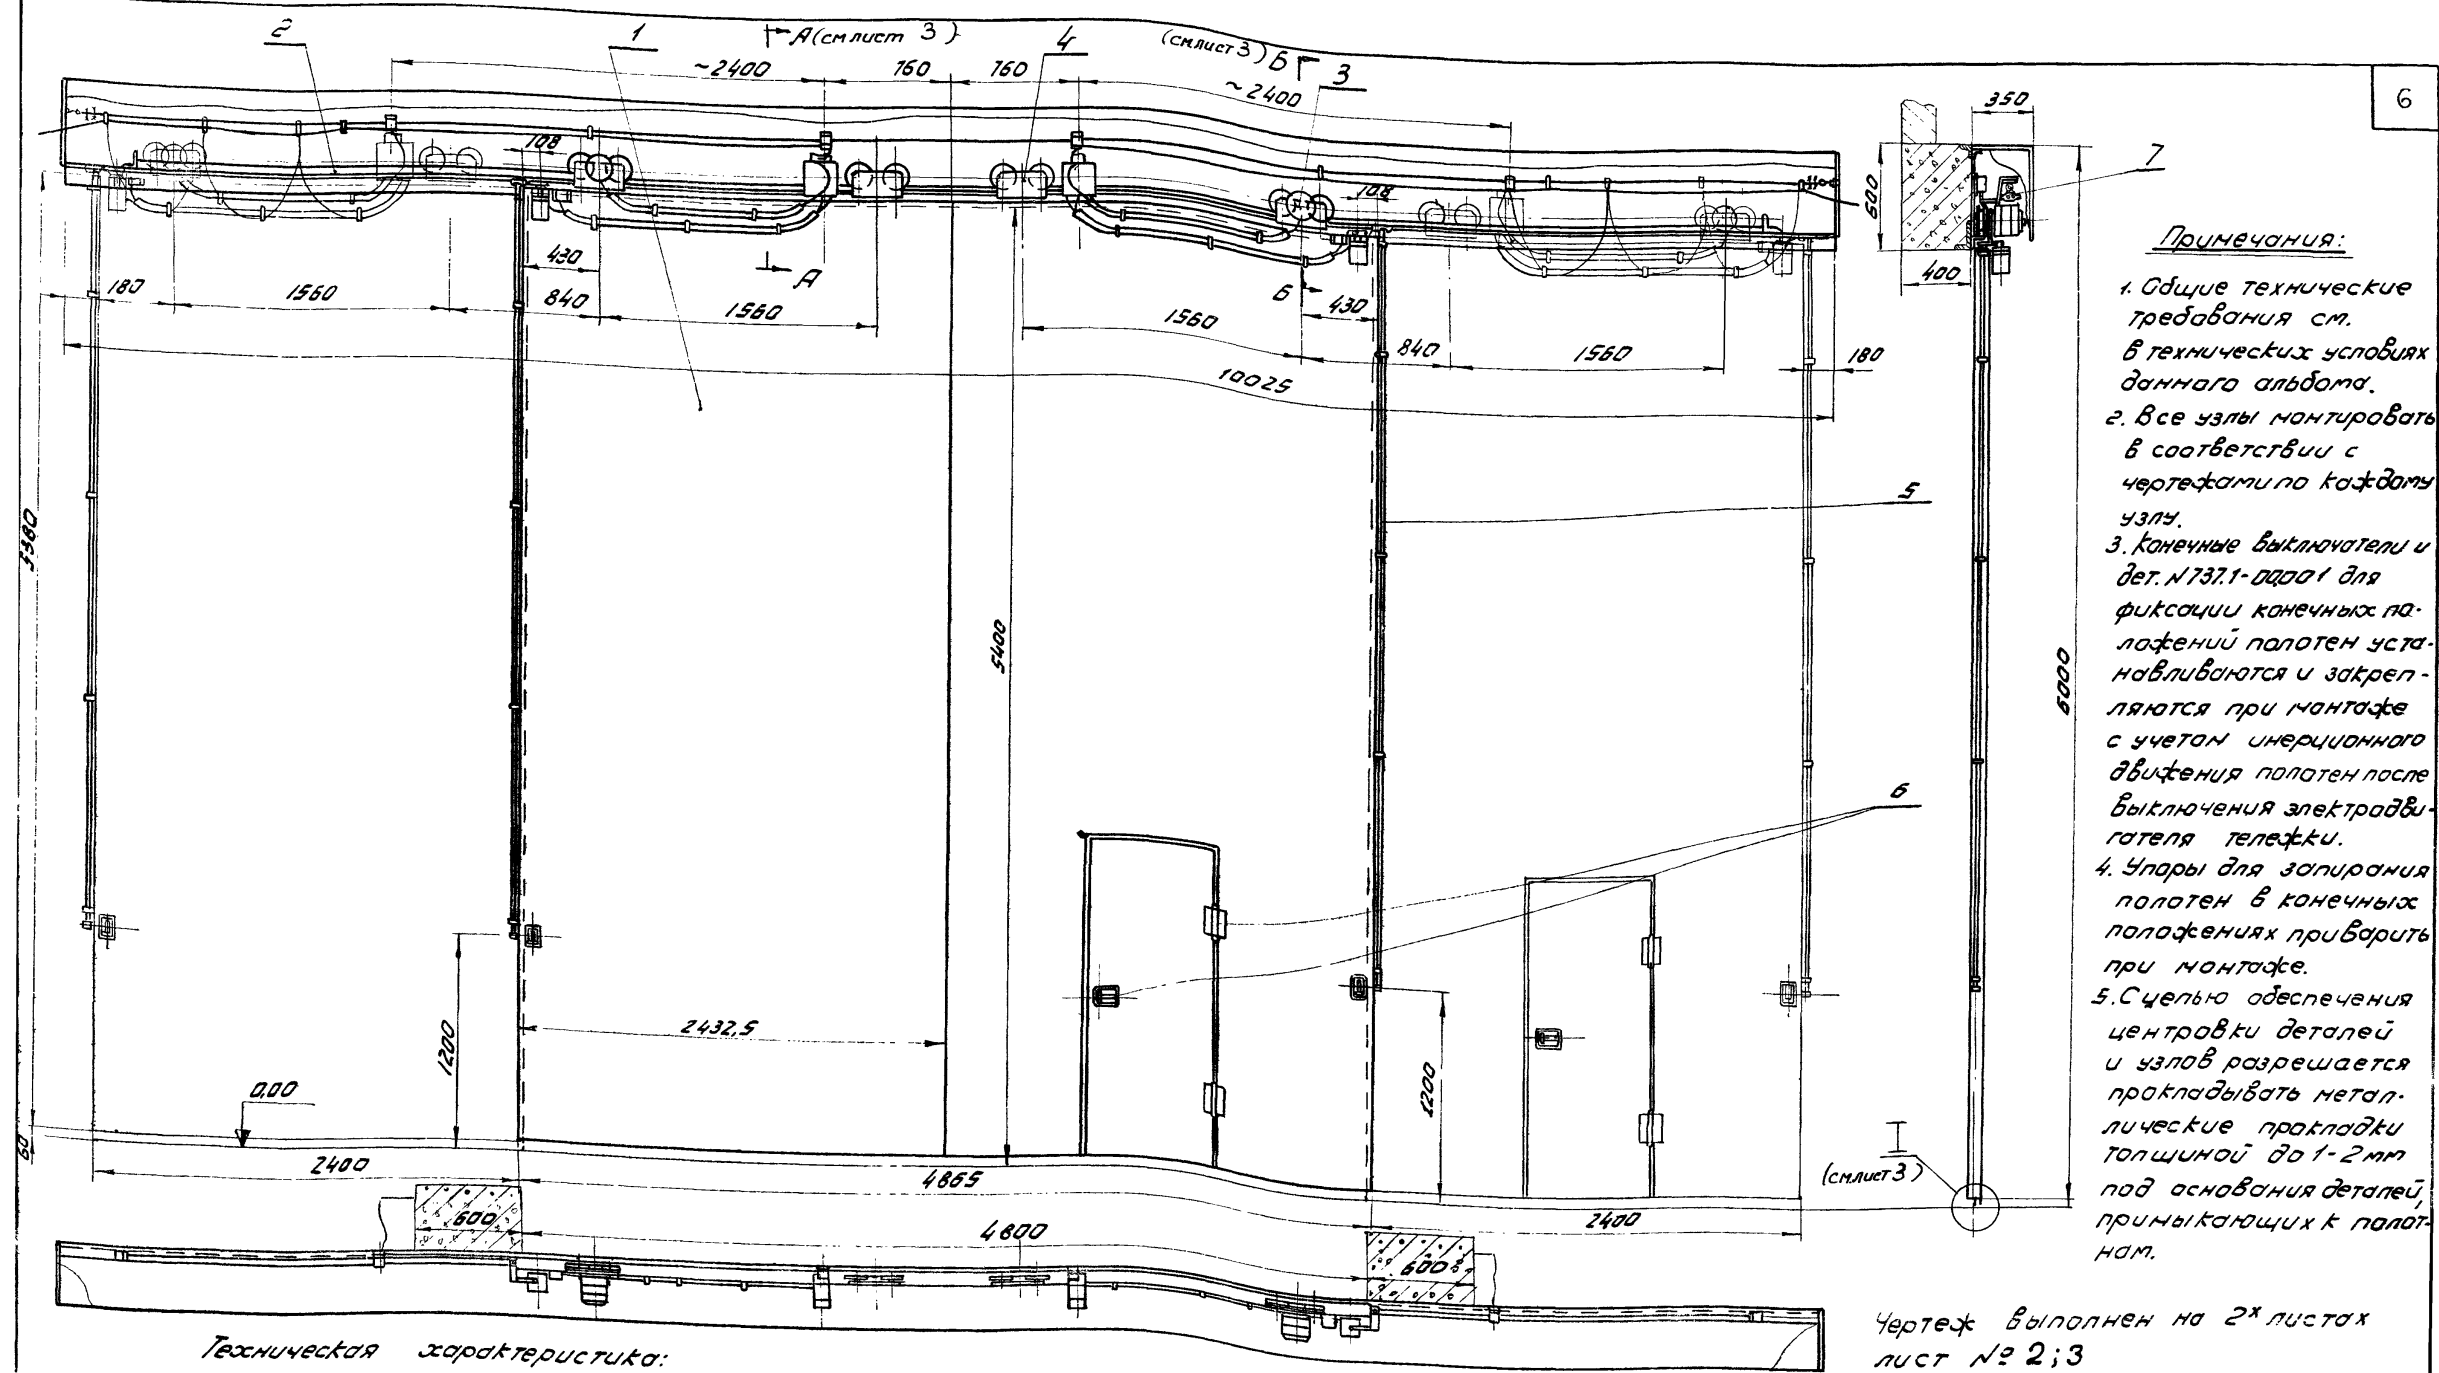 2
1
А (см лист 3)
4
(см.лист 3) Б
3
6
~2400
160
160
~2400
350
108
108
7
600
400
Примечания:
1. Общие технические
требования см.
в технических условиях
данного альбома.
2. Все узлы монтировать
в соответствии с
чертежами по каждому
узлу.
3. Конечные выключатели и
дет. N737.1-00.001 для
фиксации конечных по-
ложений полотен уста-
навливаются и закреп-
ляются при монтаже
с учетом инерционного
движения полотен после
выключения электродви-
гателя тележки.
4. Упоры для запирания
полотен в конечных
положениях приварить
при монтаже.
5. С целью обеспечения
центровки деталей
и узлов разрешается
прокладывать метал-
лические прокладки
толщиной до 1-2мм
под основания деталей,
примыкающих к полот-
нам.
430
А
180
1560
840
1560
Б
430
1560
840
1560
180
10025
5380
5400
6000
5
6
1200
2432,5
1200
0,00
60
2400
4865
2400
600
4800
600
I
(см.лист 3)
Техническая характеристика:
Чертеж выполнен на 2х листах
лист № 2;3